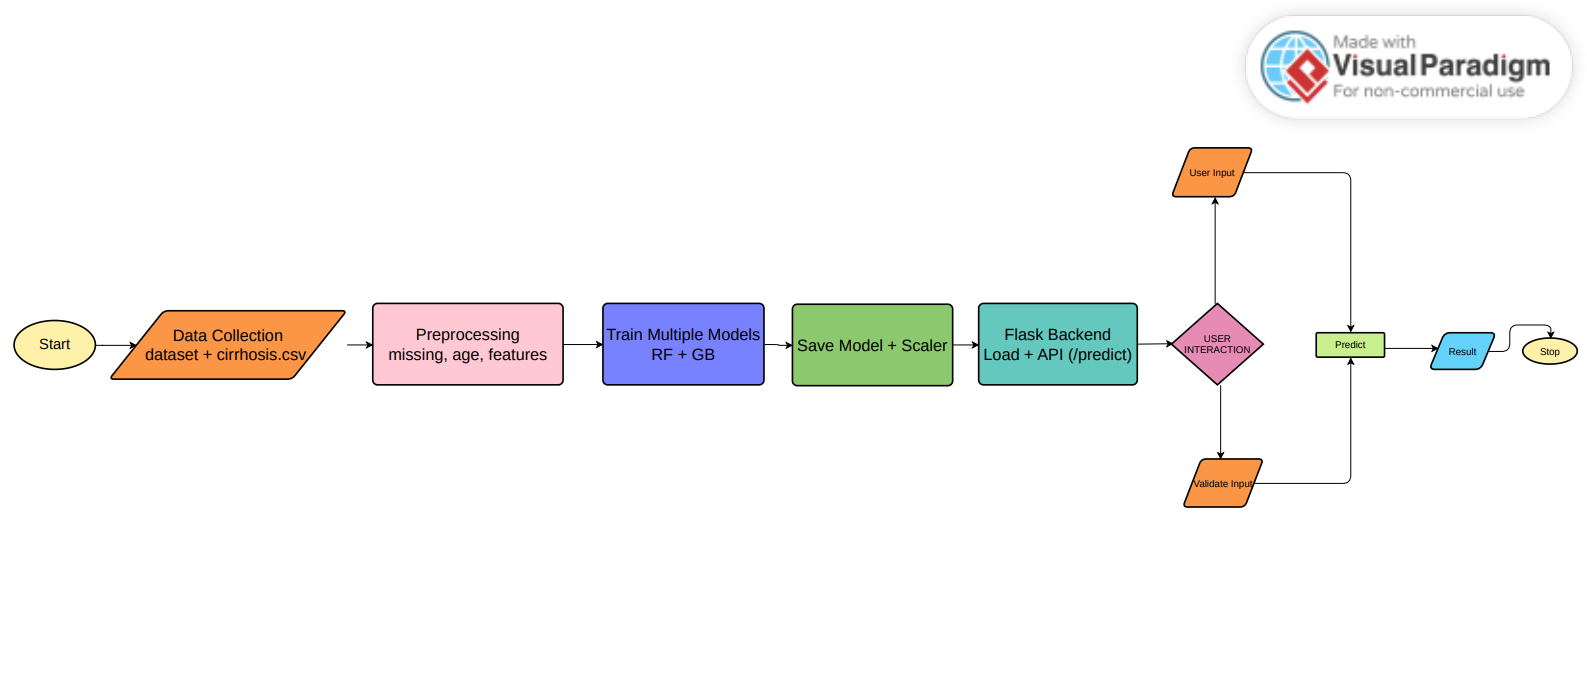 Made with
Visual Paradigm
For non-commercial use
Start
Data Collection
dataset + cirrhosis.csv
Preprocessing
missing, age, features
Train Multiple Models
RF + GB
Save Model + Scaler
Flask Backend
Load + API (/predict)
USER
INTERACTION
User Input
Validate Input
Predict
Result
Stop